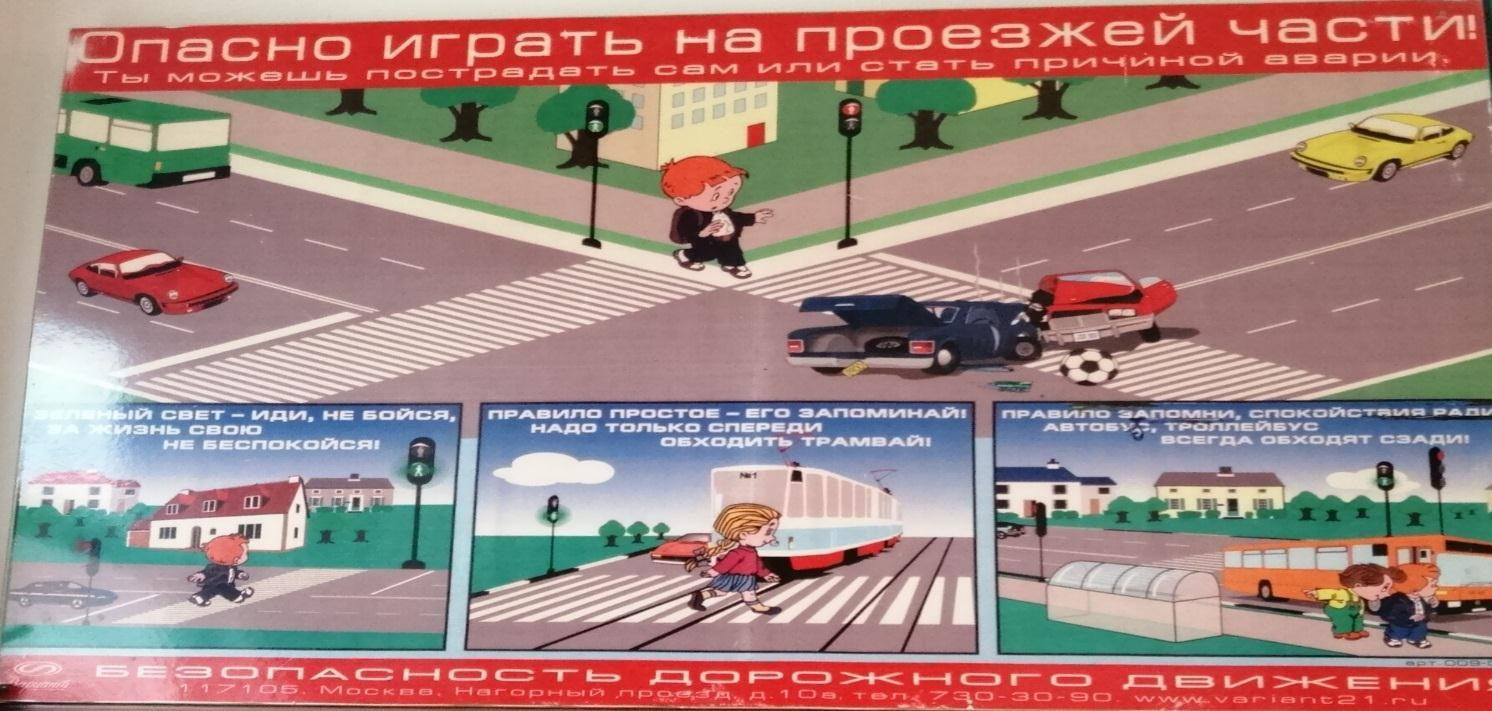 Опасно играть на проезжей части!
Ты можешь пострадать сам или стать причиной аварии.
ЗЕЛЕНЫЙ СВЕТ – ИДИ, НЕ БОЙСЯ,
ЗА ЖИЗНЬ СВОЮ
НЕ БЕСПОКОЙСЯ!
ПРАВИЛО ПРОСТОЕ – ЕГО ЗАПОМИНАЙ!
НАДО ТОЛЬКО СПЕРЕДИ
ОБХОДИТЬ ТРАМВАЙ!
№1
ПРАВИЛО ЗАПОМНИ, СПОКОЙСТВИЯ РАДИ
АВТОБУС, ТРОЛЛЕЙБУС
ВСЕГДА ОБХОДЯТ СЗАДИ!
арт. 009-
Вариант
БЕЗОПАСНОСТЬ ДОРОЖНОГО ДВИЖЕНИЯ
117105, Москва, Нагорный проезд, д.10а, тел. 730-30-90. www.variant21.ru